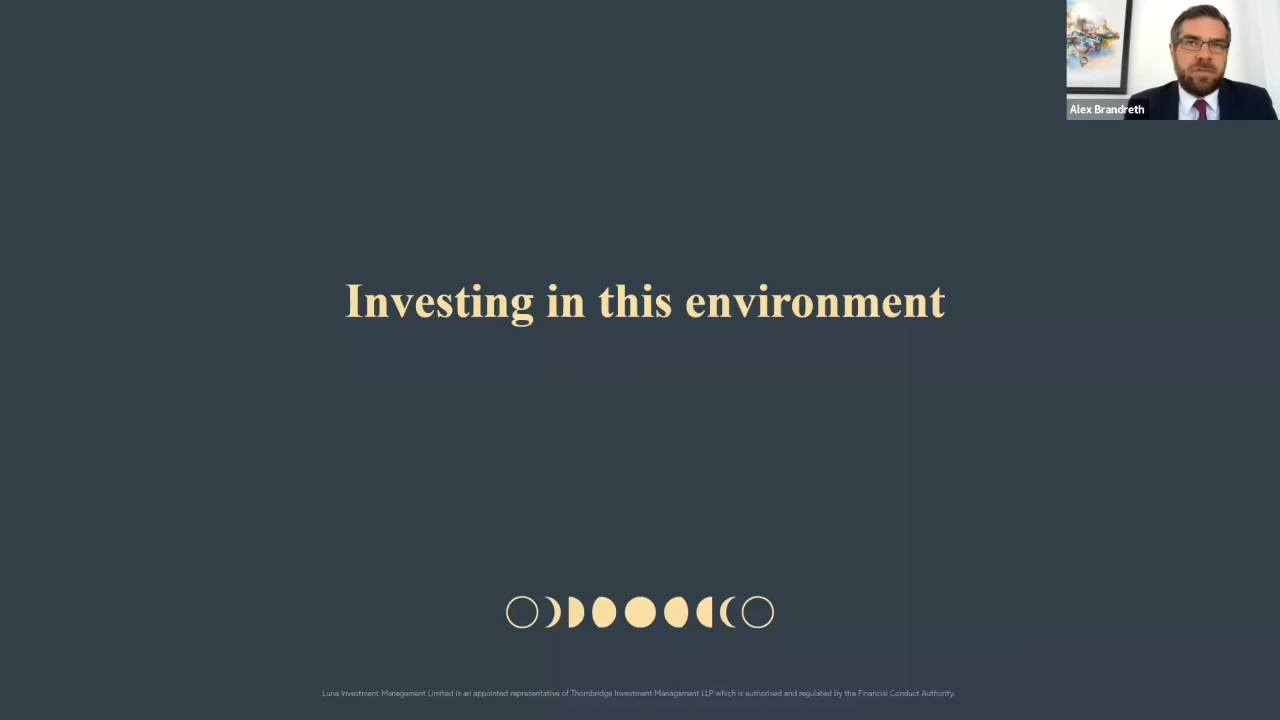 Alex Brandreth
Investing in this environment
Luna Investment Management Limited is an appointed representative of Thornbridge Investment Management LLP which is authorised and regulated by the Financial Conduct Authority.